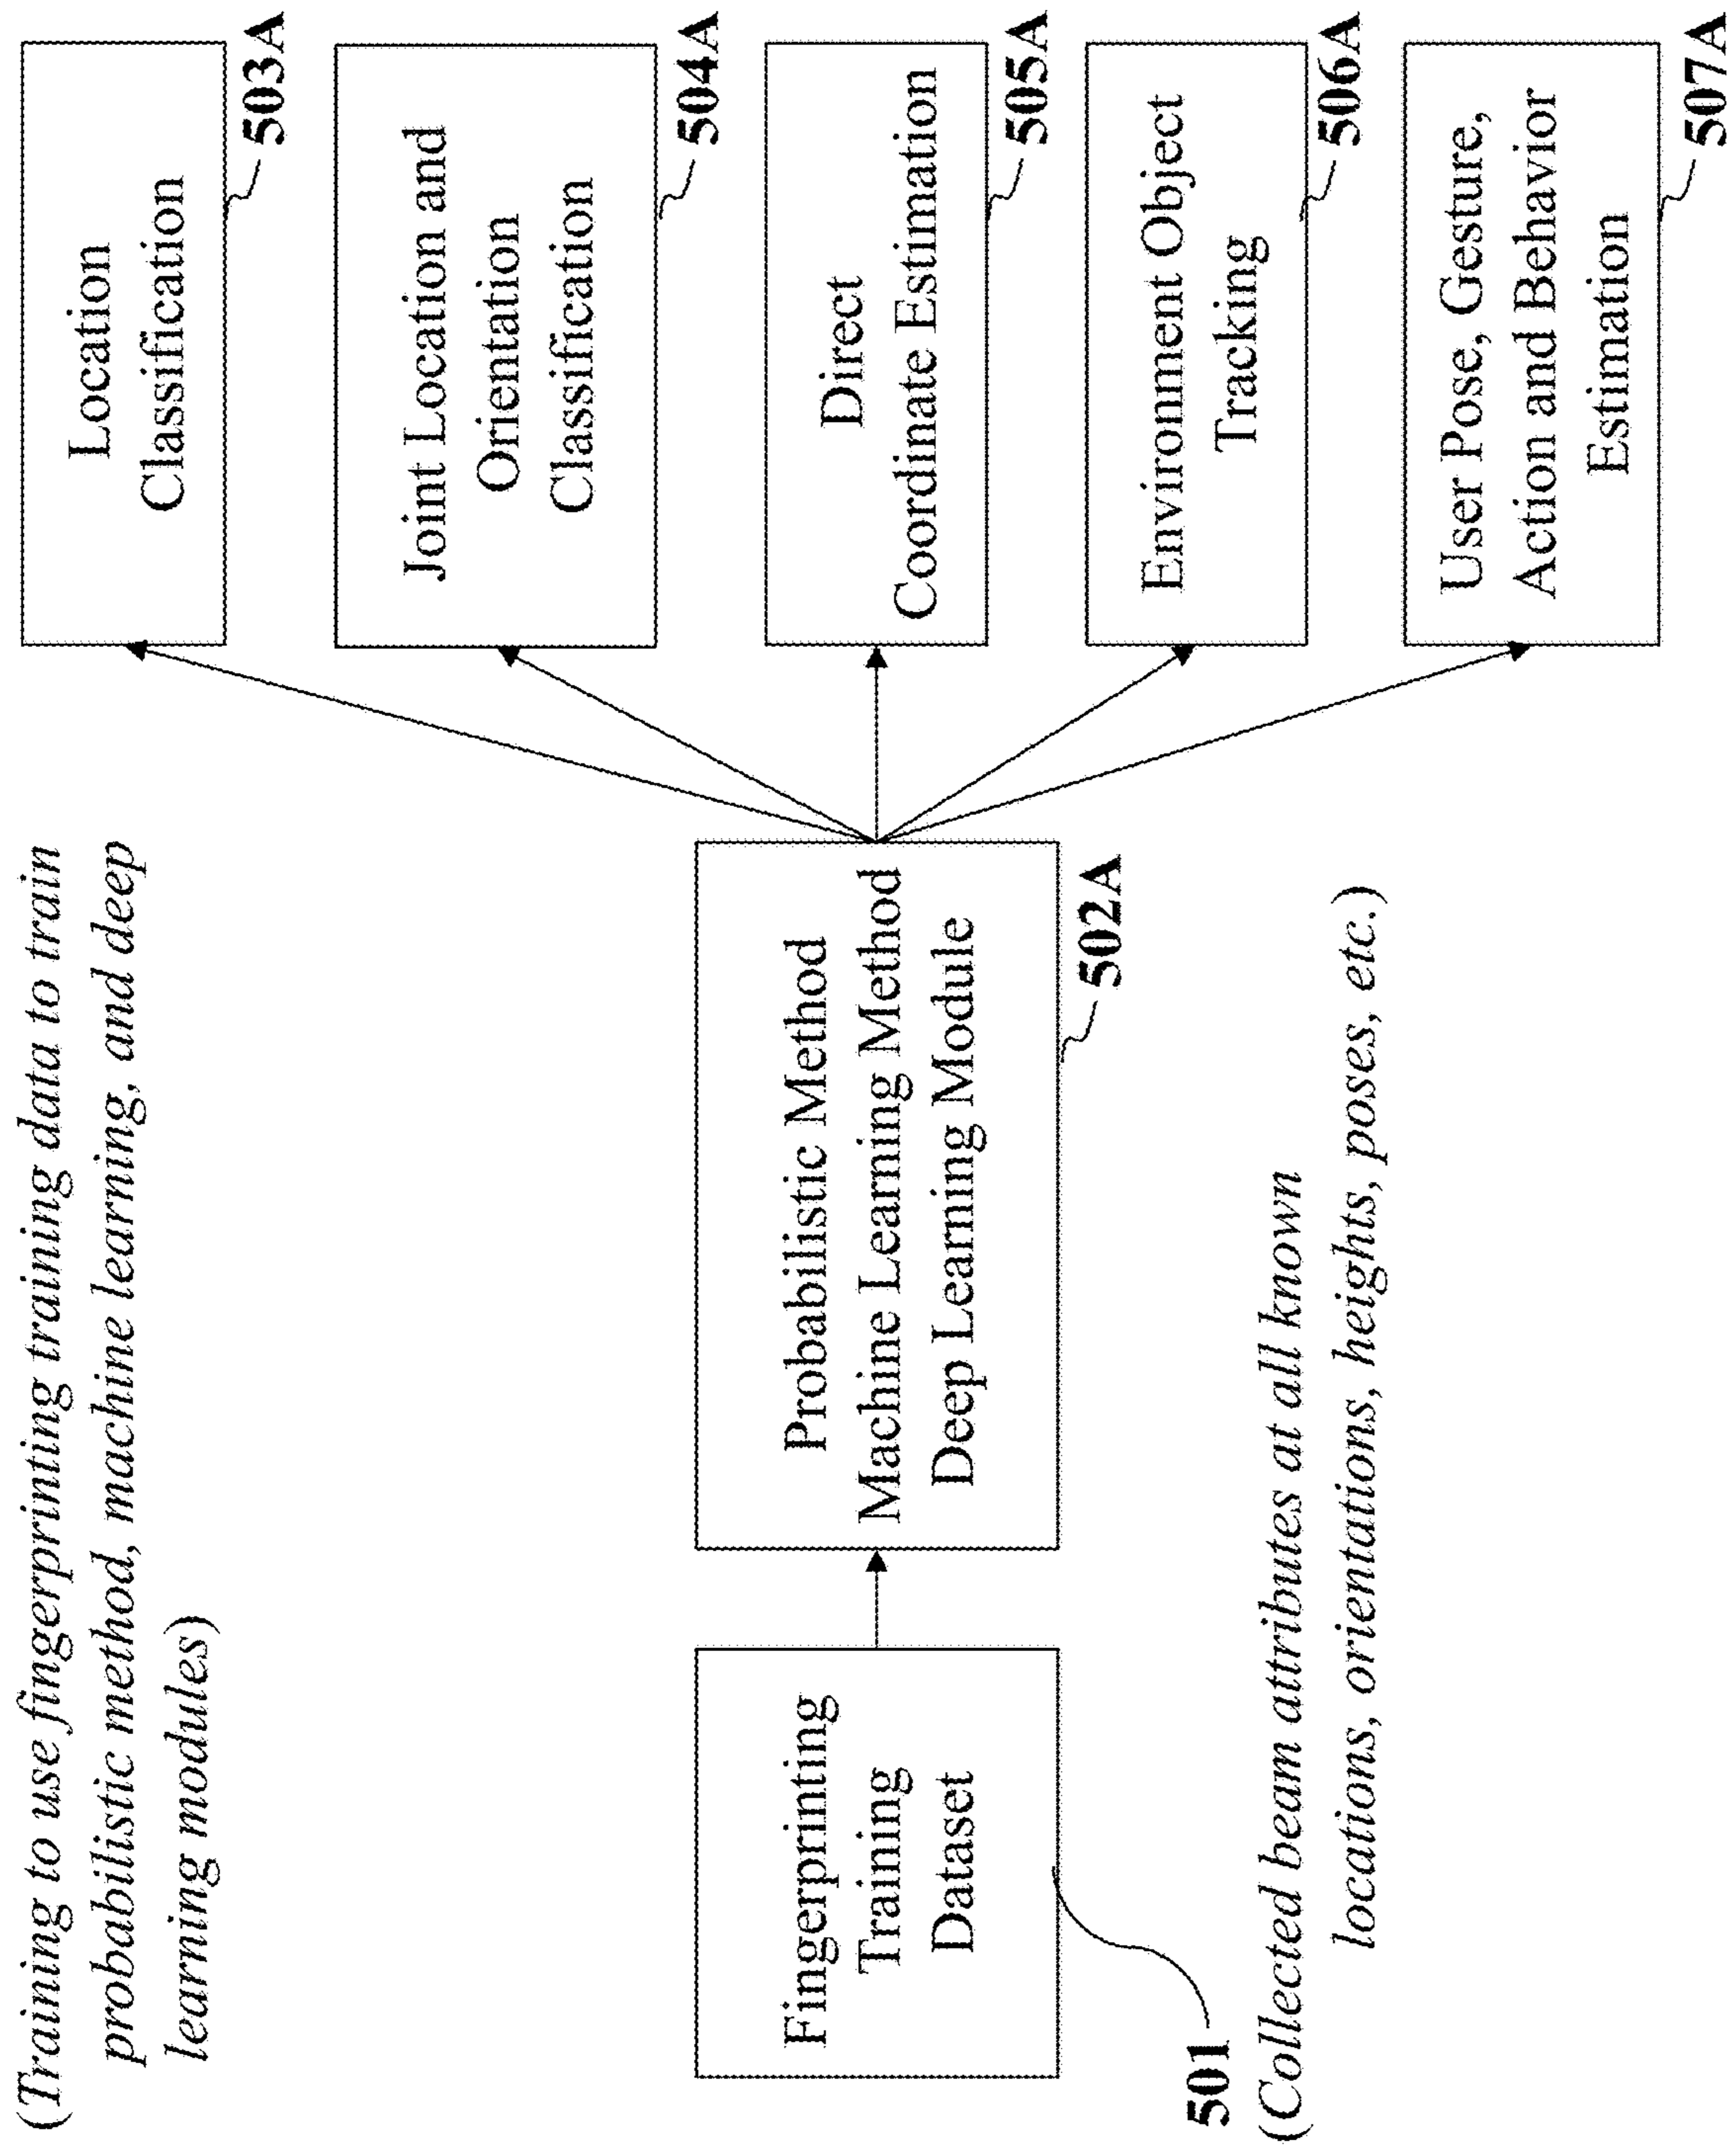 (Training to use fingerprinting training data to train
probabilistic method, machine learning, and deep
learning modules)
Fingerprinting
Training
Dataset
501
(Collected beam attributes at all known
locations, orientations, heights, poses, etc.)
Probabilistic Method
Machine Learning Method
Deep Learning Module
502A
Location
Classification
503A
Joint Location and
Orientation
Classification
504A
Direct
Coordinate Estimation
505A
Environment Object
Tracking
506A
User Pose, Gesture,
Action and Behavior
Estimation
507A